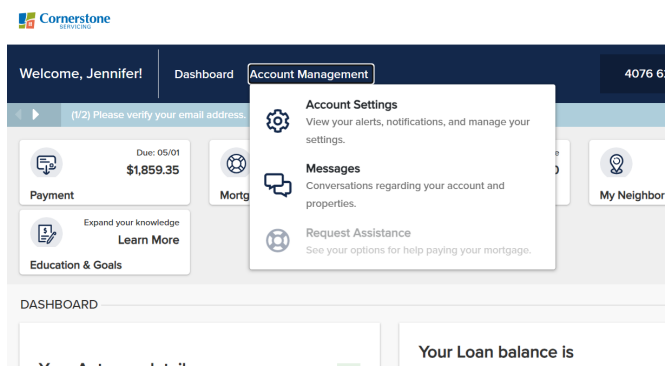 Cornerstone
SERVICING
Welcome, Jennifer!
Dashboard
Account Management
4076 6
(1/2) Please verify your email address.
Account Settings
View your alerts, notifications, and manage your
settings.
Messages
Conversations regarding your account and
properties.
Request Assistance
See your options for help paying your mortgage.
Due: 05/01
$1,859.35
Payment
Mortg
My Neighbor
Expand your knowledge
Learn More
Education & Goals
DASHBOARD
Your Loan balance is